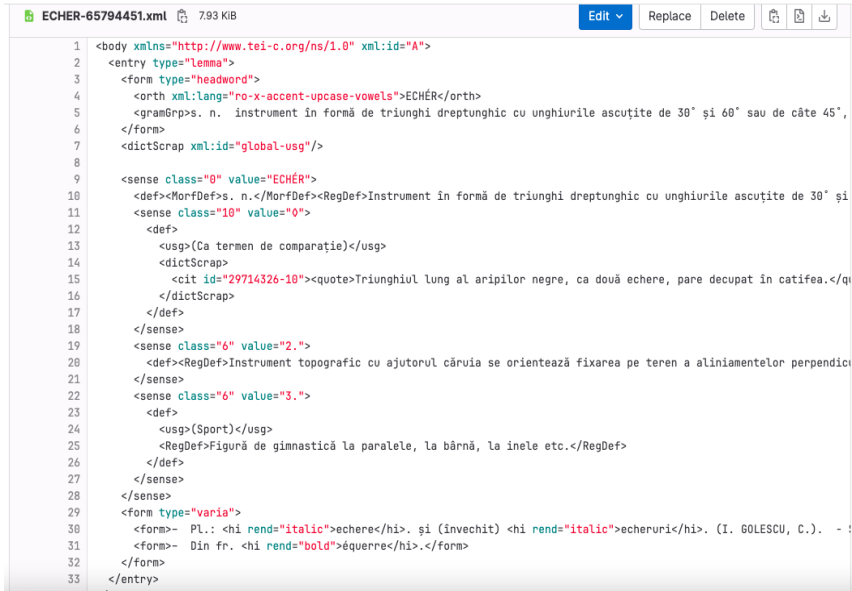 ECHER-65794451.xml 7.93 KiB Edit Replace Delete
1 <body xmlns="http://www.tei-c.org/ns/1.0" xml:id="A">
2 <entry type="lemma">
3 <form type="headword">
4 <orth xml:lang="ro-x-accent-upcase-vowels">ECHÉR</orth>
5 <gramGrp>s. n.  instrument în formă de triunghi dreptunghic cu unghiurile ascuțite de 30˚ și 60˚ sau de câte 45˚,
6 </form>
7 <dictScrap xml:id="global-usg"/>
8
9 <sense class="0" value="ECHÉR">
10 <def><MorfDef>s. n.</MorfDef><RegDef>Instrument în formă de triunghi dreptunghic cu unghiurile ascuțite de 30˚ și
11 <sense class="10" value="◊">
12 <def>
13 <usg>(Ca termen de comparație)</usg>
14 <dictScrap>
15 <cit id="29714326-10"><quote>Triunghiul lung al aripilor negre, ca două echere, pare decupat în catifea.</qu
16 </dictScrap>
17 </def>
18 </sense>
19 <sense class="6" value="2.">
20 <def><RegDef>Instrument topografic cu ajutorul căruia se orientează fixarea pe teren a aliniamentelor perpendicu
21 </sense>
22 <sense class="6" value="3.">
23 <def>
24 <usg>(Sport)</usg>
25 <RegDef>Figură de gimnastică la paralele, la bârnă, la inele etc.</RegDef>
26 </def>
27 </sense>
28 </sense>
29 <form type="varia">
30 <form>–  Pl.: <hi rend="italic">echere</hi>. și (învechit) <hi rend="italic">echeruri</hi>. (I. GOLESCU, C.).  - S
31 <form>–  Din fr. <hi rend="bold">équerre</hi>.</form>
32 </form>
33 </entry>